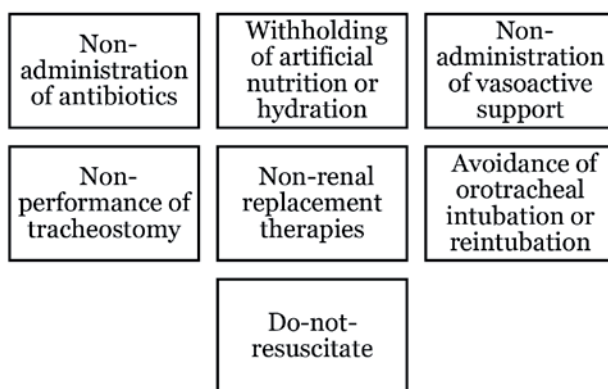 Non-
administration
of antibiotics
Withholding
of artificial
nutrition or
hydration
Non-
administration
of vasoactive
support
Non-
performance of
tracheostomy
Non-renal
replacement
therapies
Avoidance of
orotracheal
intubation or
reintubation
Do-not-
resuscitate